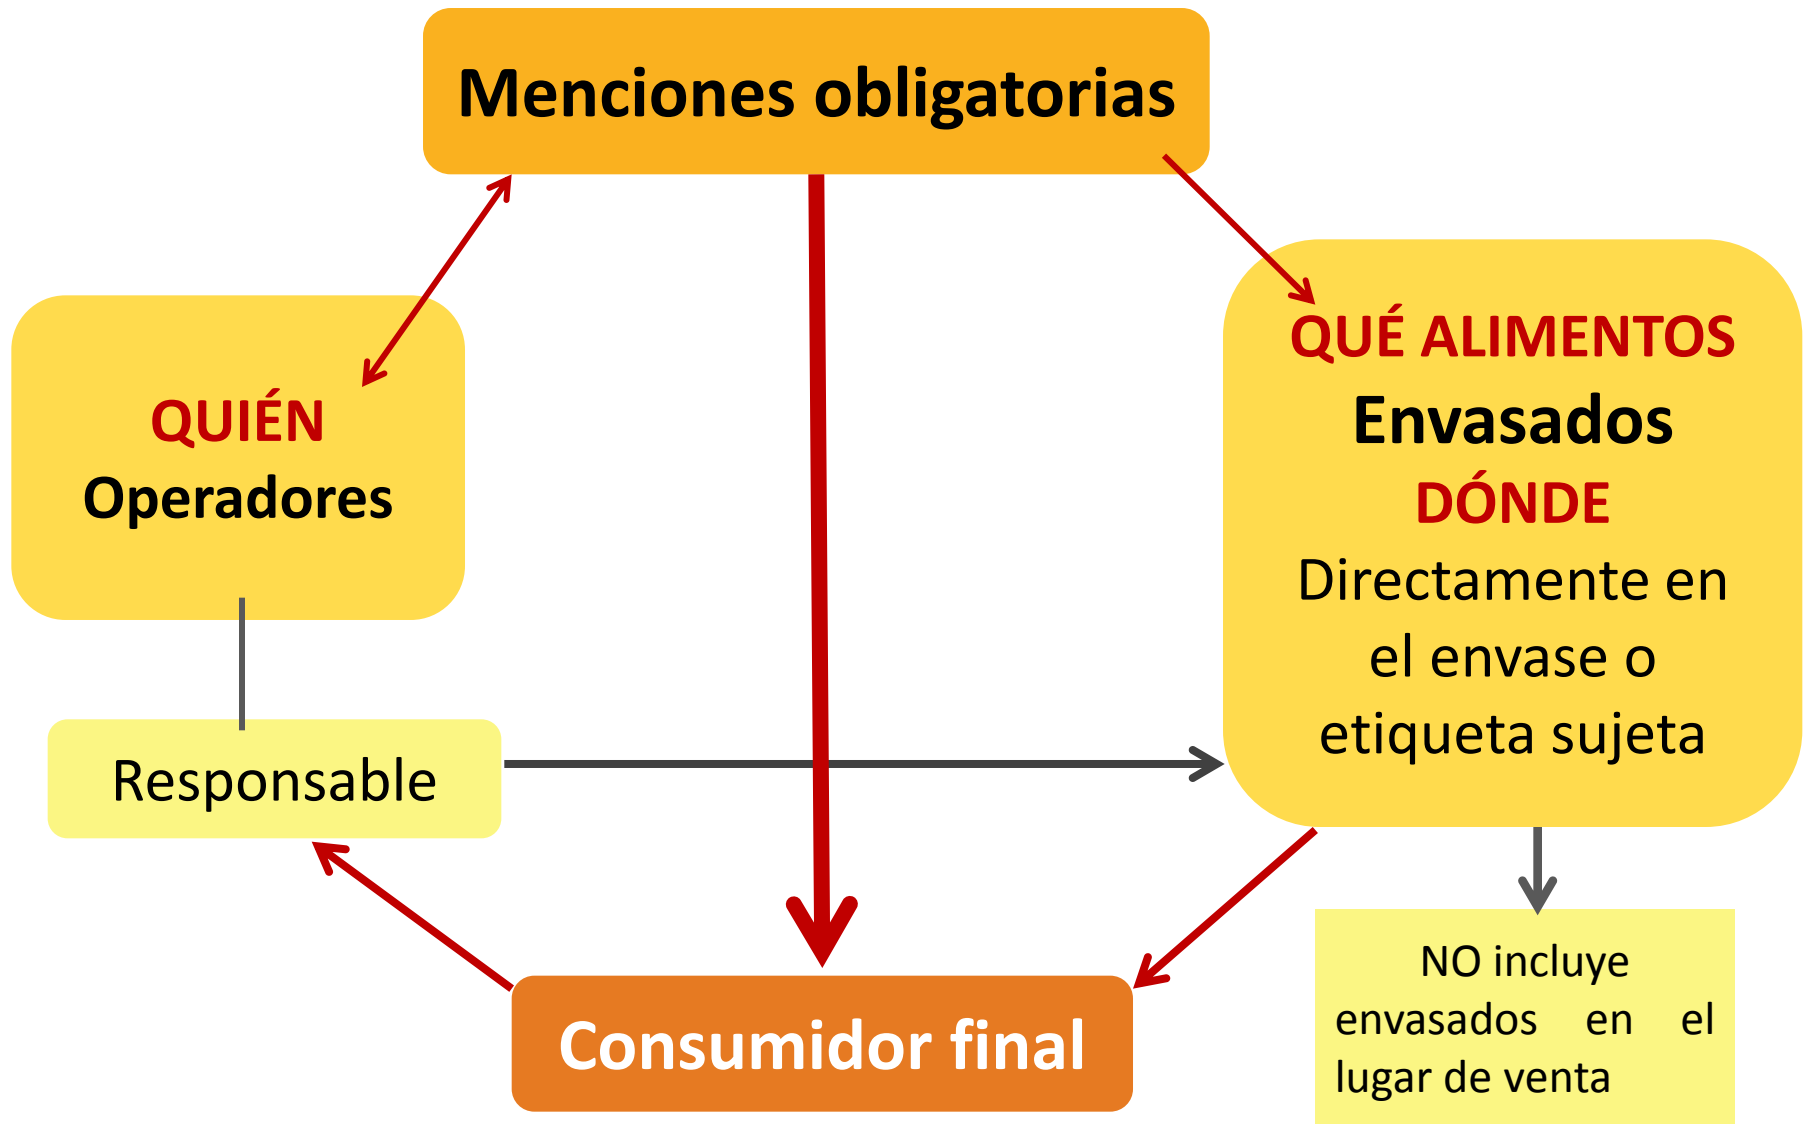 Menciones obligatorias
QUIÉN
Operadores
Responsable
QUÉ ALIMENTOS
Envasados
DÓNDE
Directamente en
el envase o
etiqueta sujeta
Consumidor final
NO incluye
envasados en el
lugar de venta